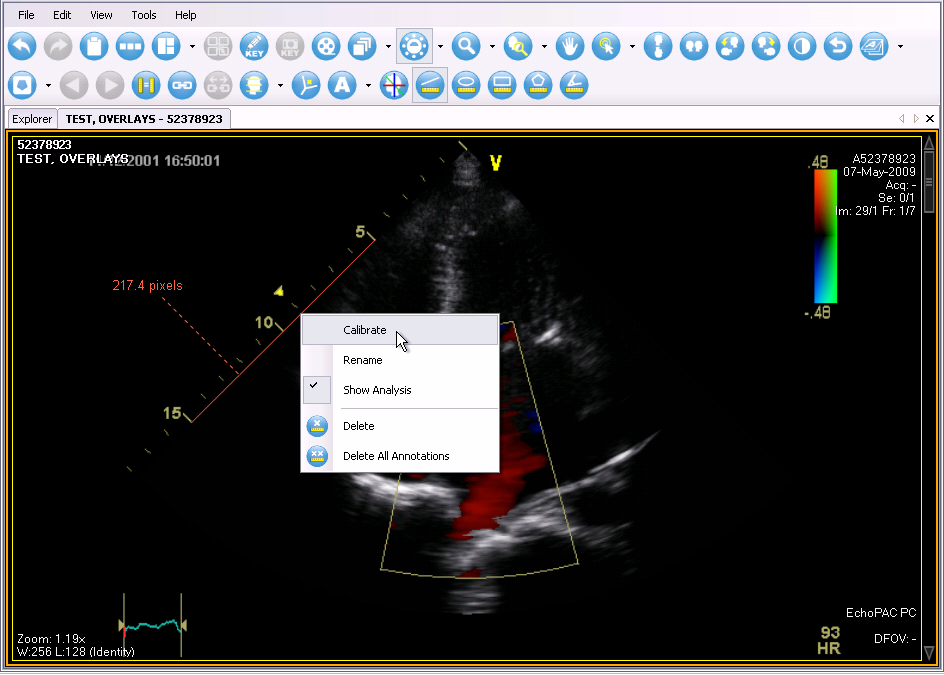 File Edit View Tools Help
KEY KEY
A
Explorer TEST, OVERLAYS - 52378923
52378923
TEST, OVERLAYS
2001 16:50:01
V
.48
A52378923
07-May-2009
Acq: -
Se: 0/1
Im: 29/1 Fr: 1/7
5
217.4 pixels
10
-.48
Calibrate
Rename
Show Analysis
15
Delete
Delete All Annotations
EchoPAC PC
93
HR
DFOV: -
Zoom: 1.19x
W:256 L:128 (Identity)